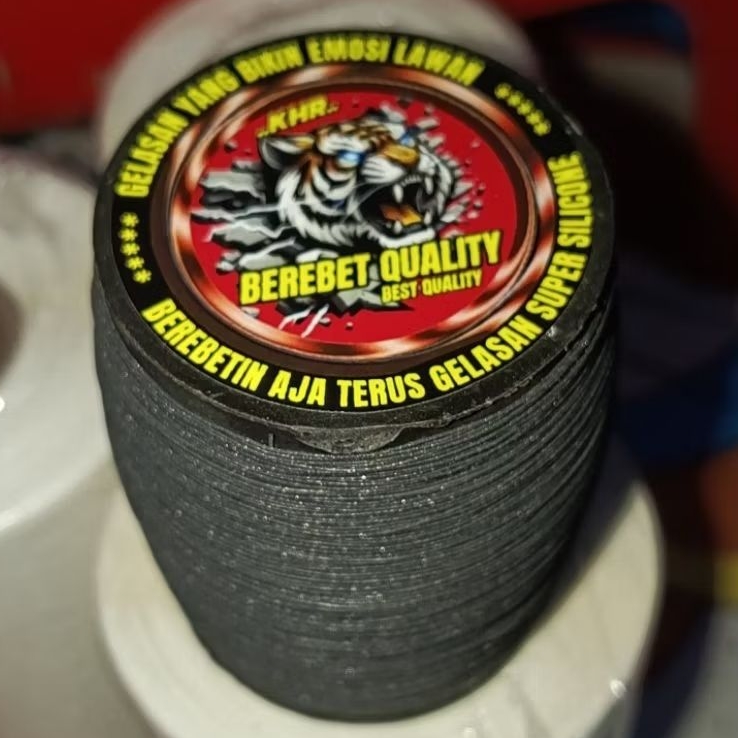 GELASAN YANG BIKIN EMOSI LAWAN
..KHR..
BEREBET QUALITY
BEST QUALITY
BEREBETIN AJA TERUS GELASAN SUPER SILICONE